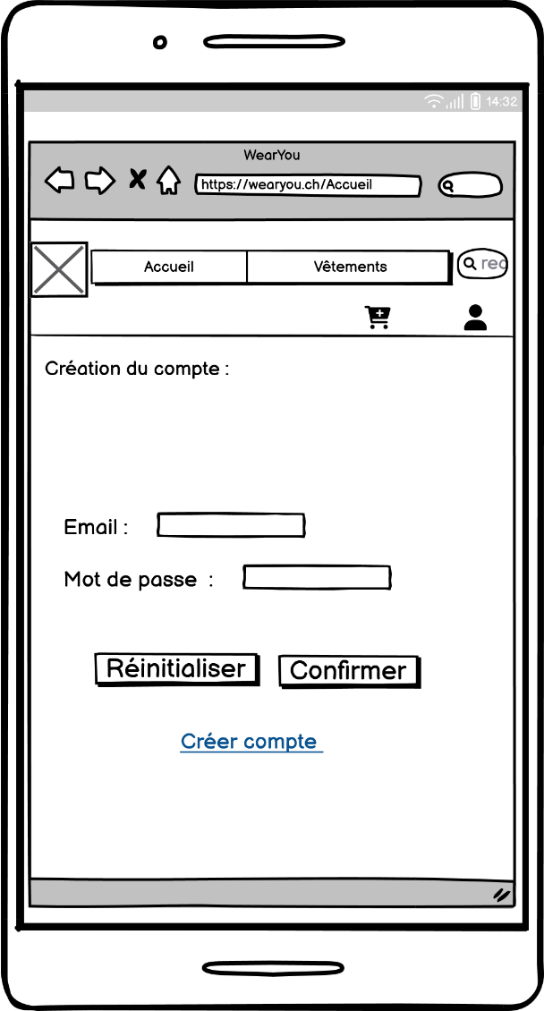 14:32
WearYou
https://wearyou.ch/Accueil
Accueil Vêtements rec
Création du compte :
Email :
Mot de passe :
Réinitialiser Confirmer
Créer compte